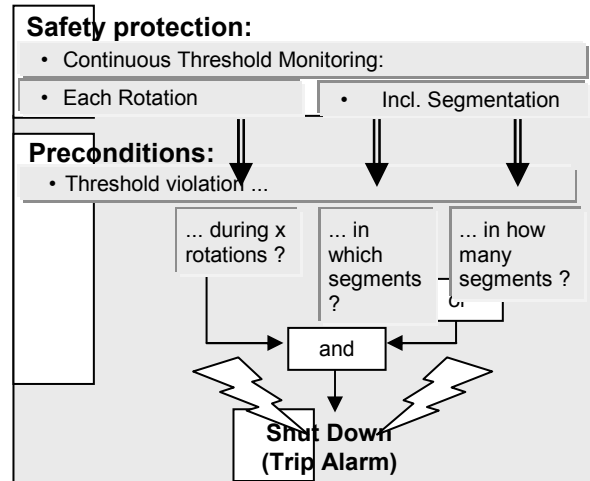 Safety protection:
• Continuous Threshold Monitoring:
• Each Rotation
• Incl. Segmentation
Preconditions:
• Threshold violation ...
... during x
rotations ?
... in
which
segments
?
... in how
many
segments ?
or
and
Shut Down
(Trip Alarm)